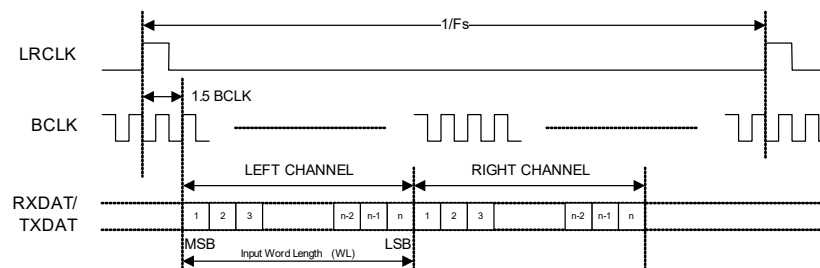 1/Fs
LRCLK
1.5 BCLK
BCLK
LEFT CHANNEL RIGHT CHANNEL
RXDAT/
TXDAT
1 2 3 n-2 n-1 n 1 2 3 n-2 n-1 n
MSB LSB
Input Word Length (WL)